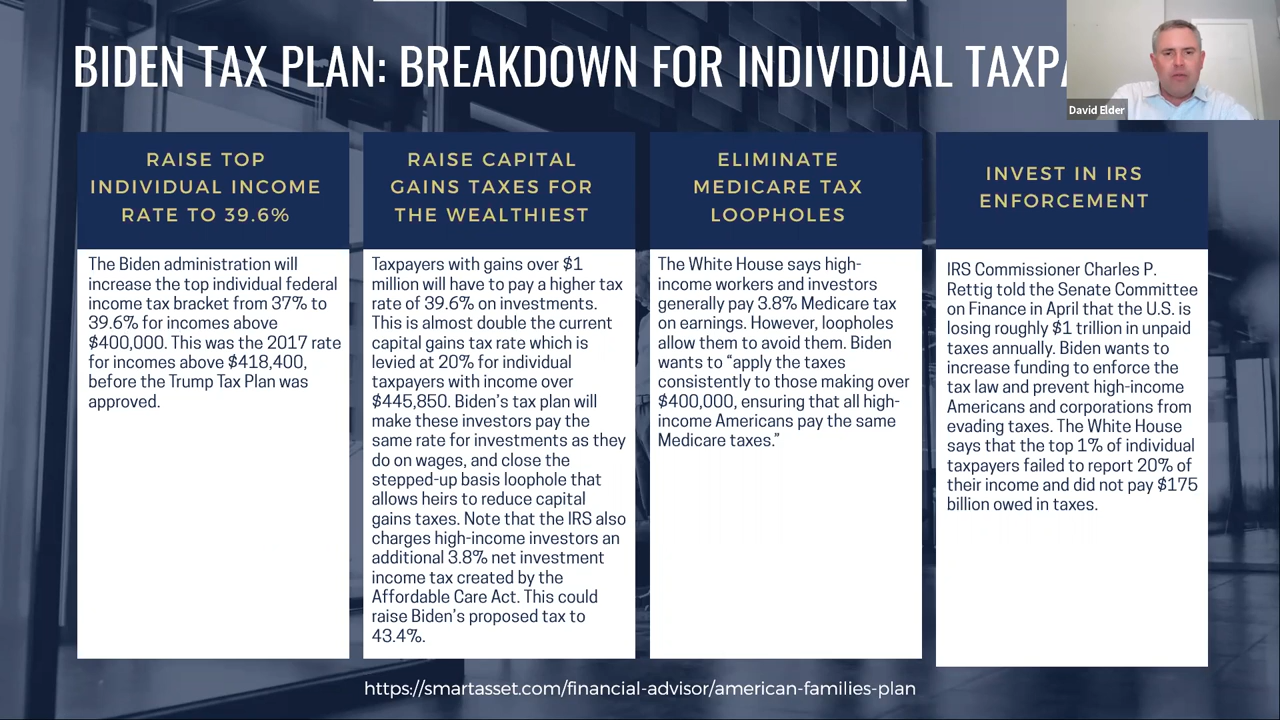 BIDEN TAX PLAN: BREAKDOWN FOR INDIVIDUAL
David Elder
RAISE TOP
INDIVIDUAL INCOME
RATE TO 39.6%
The Biden administration will
increase the top individual federal
income tax bracket from 37% to
39.6% for incomes above
$400,000. This was the 2017 rate
for incomes above $418,400,
before the Trump Tax Plan was
approved.
RAISE CAPITAL
GAINS TAXES FOR
THE WEALTHIEST
Taxpayers with gains over $1
million will have to pay a higher tax
rate of 39.6% on investments.
This is almost double the current
capital gains tax rate which is
levied at 20% for individual
taxpayers with income over
$445,850. Biden’s tax plan will
make these investors pay the
same rate for investments as they
do on wages, and close the
stepped-up basis loophole that
allows heirs to reduce capital
gains taxes. Note that the IRS also
charges high-income investors an
additional 3.8% net investment
income tax created by the
Affordable Care Act. This could
raise Biden’s proposed tax to
43.4%.
ELIMINATE
MEDICARE TAX
LOOPHOLES
The White House says high-
income workers and investors
generally pay 3.8% Medicare tax
on earnings. However, loopholes
allow them to avoid them. Biden
wants to “apply the taxes
consistently to those making over
$400,000, ensuring that all high-
income Americans pay the same
Medicare taxes.”
INVEST IN IRS
ENFORCEMENT
IRS Commissioner Charles P.
Rettig told the Senate Committee
on Finance in April that the U.S. is
losing roughly $1 trillion in unpaid
taxes annually. Biden wants to
increase funding to enforce the
tax law and prevent high-income
Americans and corporations from
evading taxes. The White House
says that the top 1% of individual
taxpayers failed to report 20% of
their income and did not pay $175
billion owed in taxes.
https://smartasset.com/financial-advisor/american-families-plan